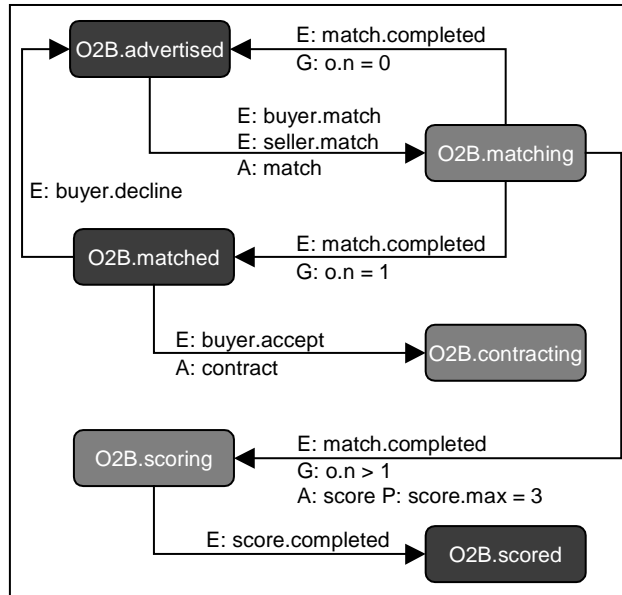 O2B.advertised
E: match.completed
G: o.n = 0
E: buyer.match
E: seller.match
A: match
O2B.matching
E: buyer.decline
O2B.matched
E: match.completed
G: o.n = 1
E: buyer.accept
A: contract
O2B.contracting
O2B.scoring
E: match.completed
G: o.n > 1
A: score P: score.max = 3
E: score.completed
O2B.scored